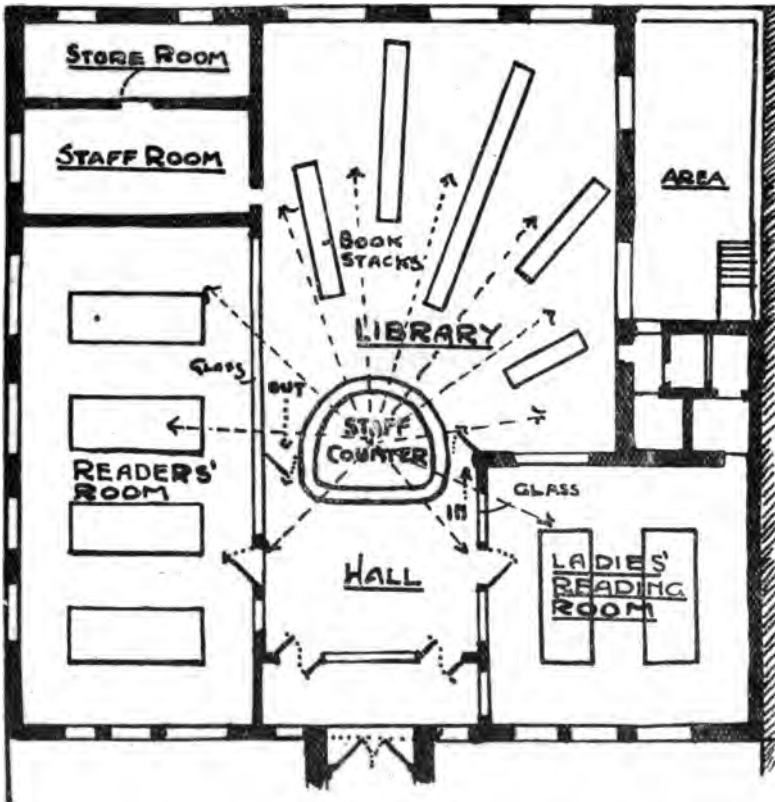 STORE ROOM
STAFF ROOM
AREA
BOOK
STACKS
LIBRARY
GLASS
OUT
STAFF
COUNTER
READERS'
ROOM
IN
GLASS
HALL
LADIES'
READING
ROOM